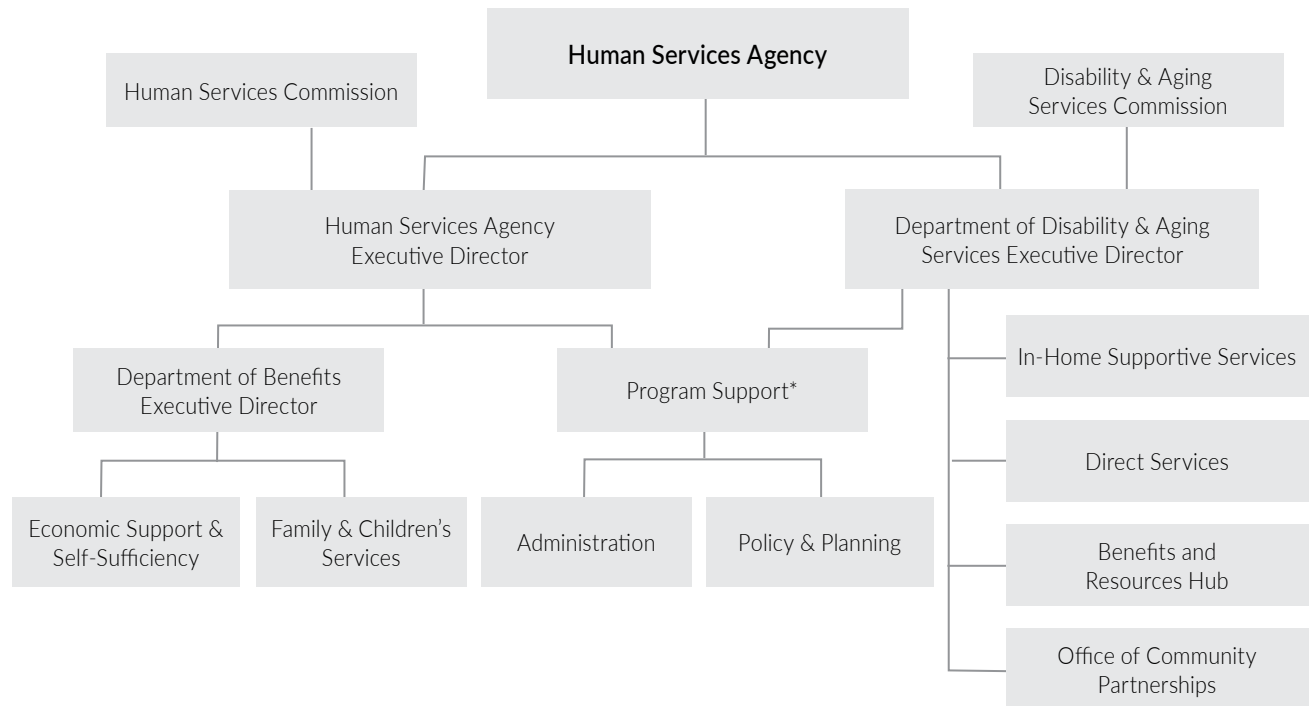 Human Services Agency
Human Services Commission
Disability & Aging
Services Commission
Human Services Agency
Executive Director
Department of Disability & Aging
Services Executive Director
Department of Benefits
Executive Director
Program Support*
In-Home Supportive Services
Direct Services
Benefits and
Resources Hub
Office of Community
Partnerships
Economic Support &
Self-Sufficiency
Family & Children’s
Services
Administration
Policy & Planning